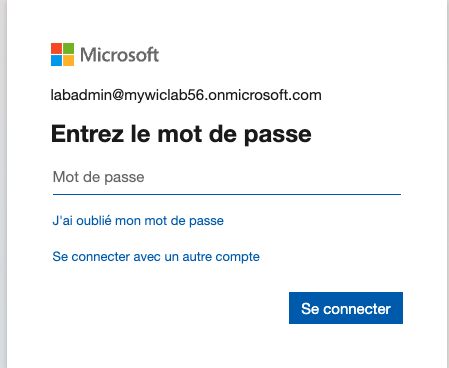 Microsoft
labadmin@mywiclab56.onmicrosoft.com
Entrez le mot de passe
Mot de passe
J'ai oublié mon mot de passe
Se connecter avec un autre compte
Se connecter